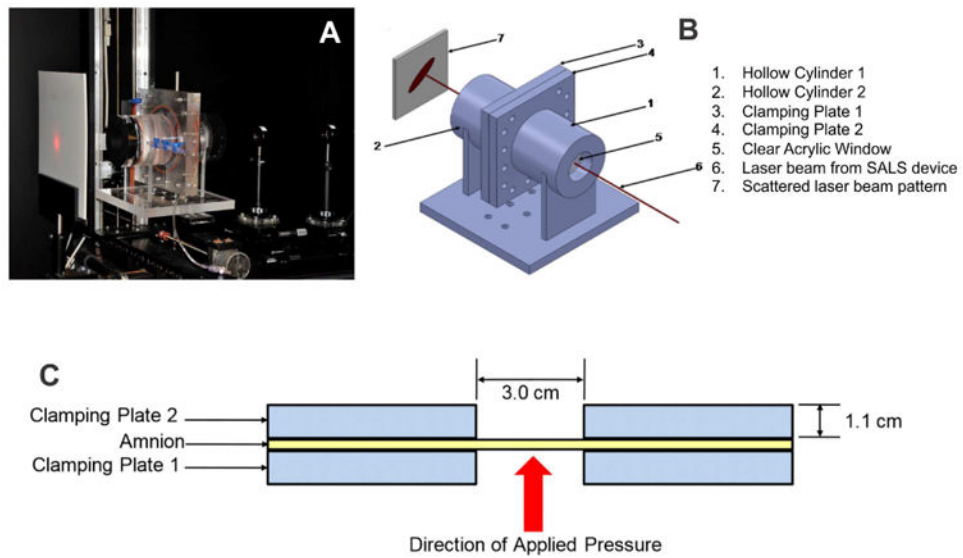 A
B
7
3
4
1
2
5
6
1. Hollow Cylinder 1
2. Hollow Cylinder 2
3. Clamping Plate 1
4. Clamping Plate 2
5. Clear Acrylic Window
6. Laser beam from SALS device
7. Scattered laser beam pattern
C
3.0 cm
Clamping Plate 2
1.1 cm
Amnion
Clamping Plate 1
Direction of Applied Pressure